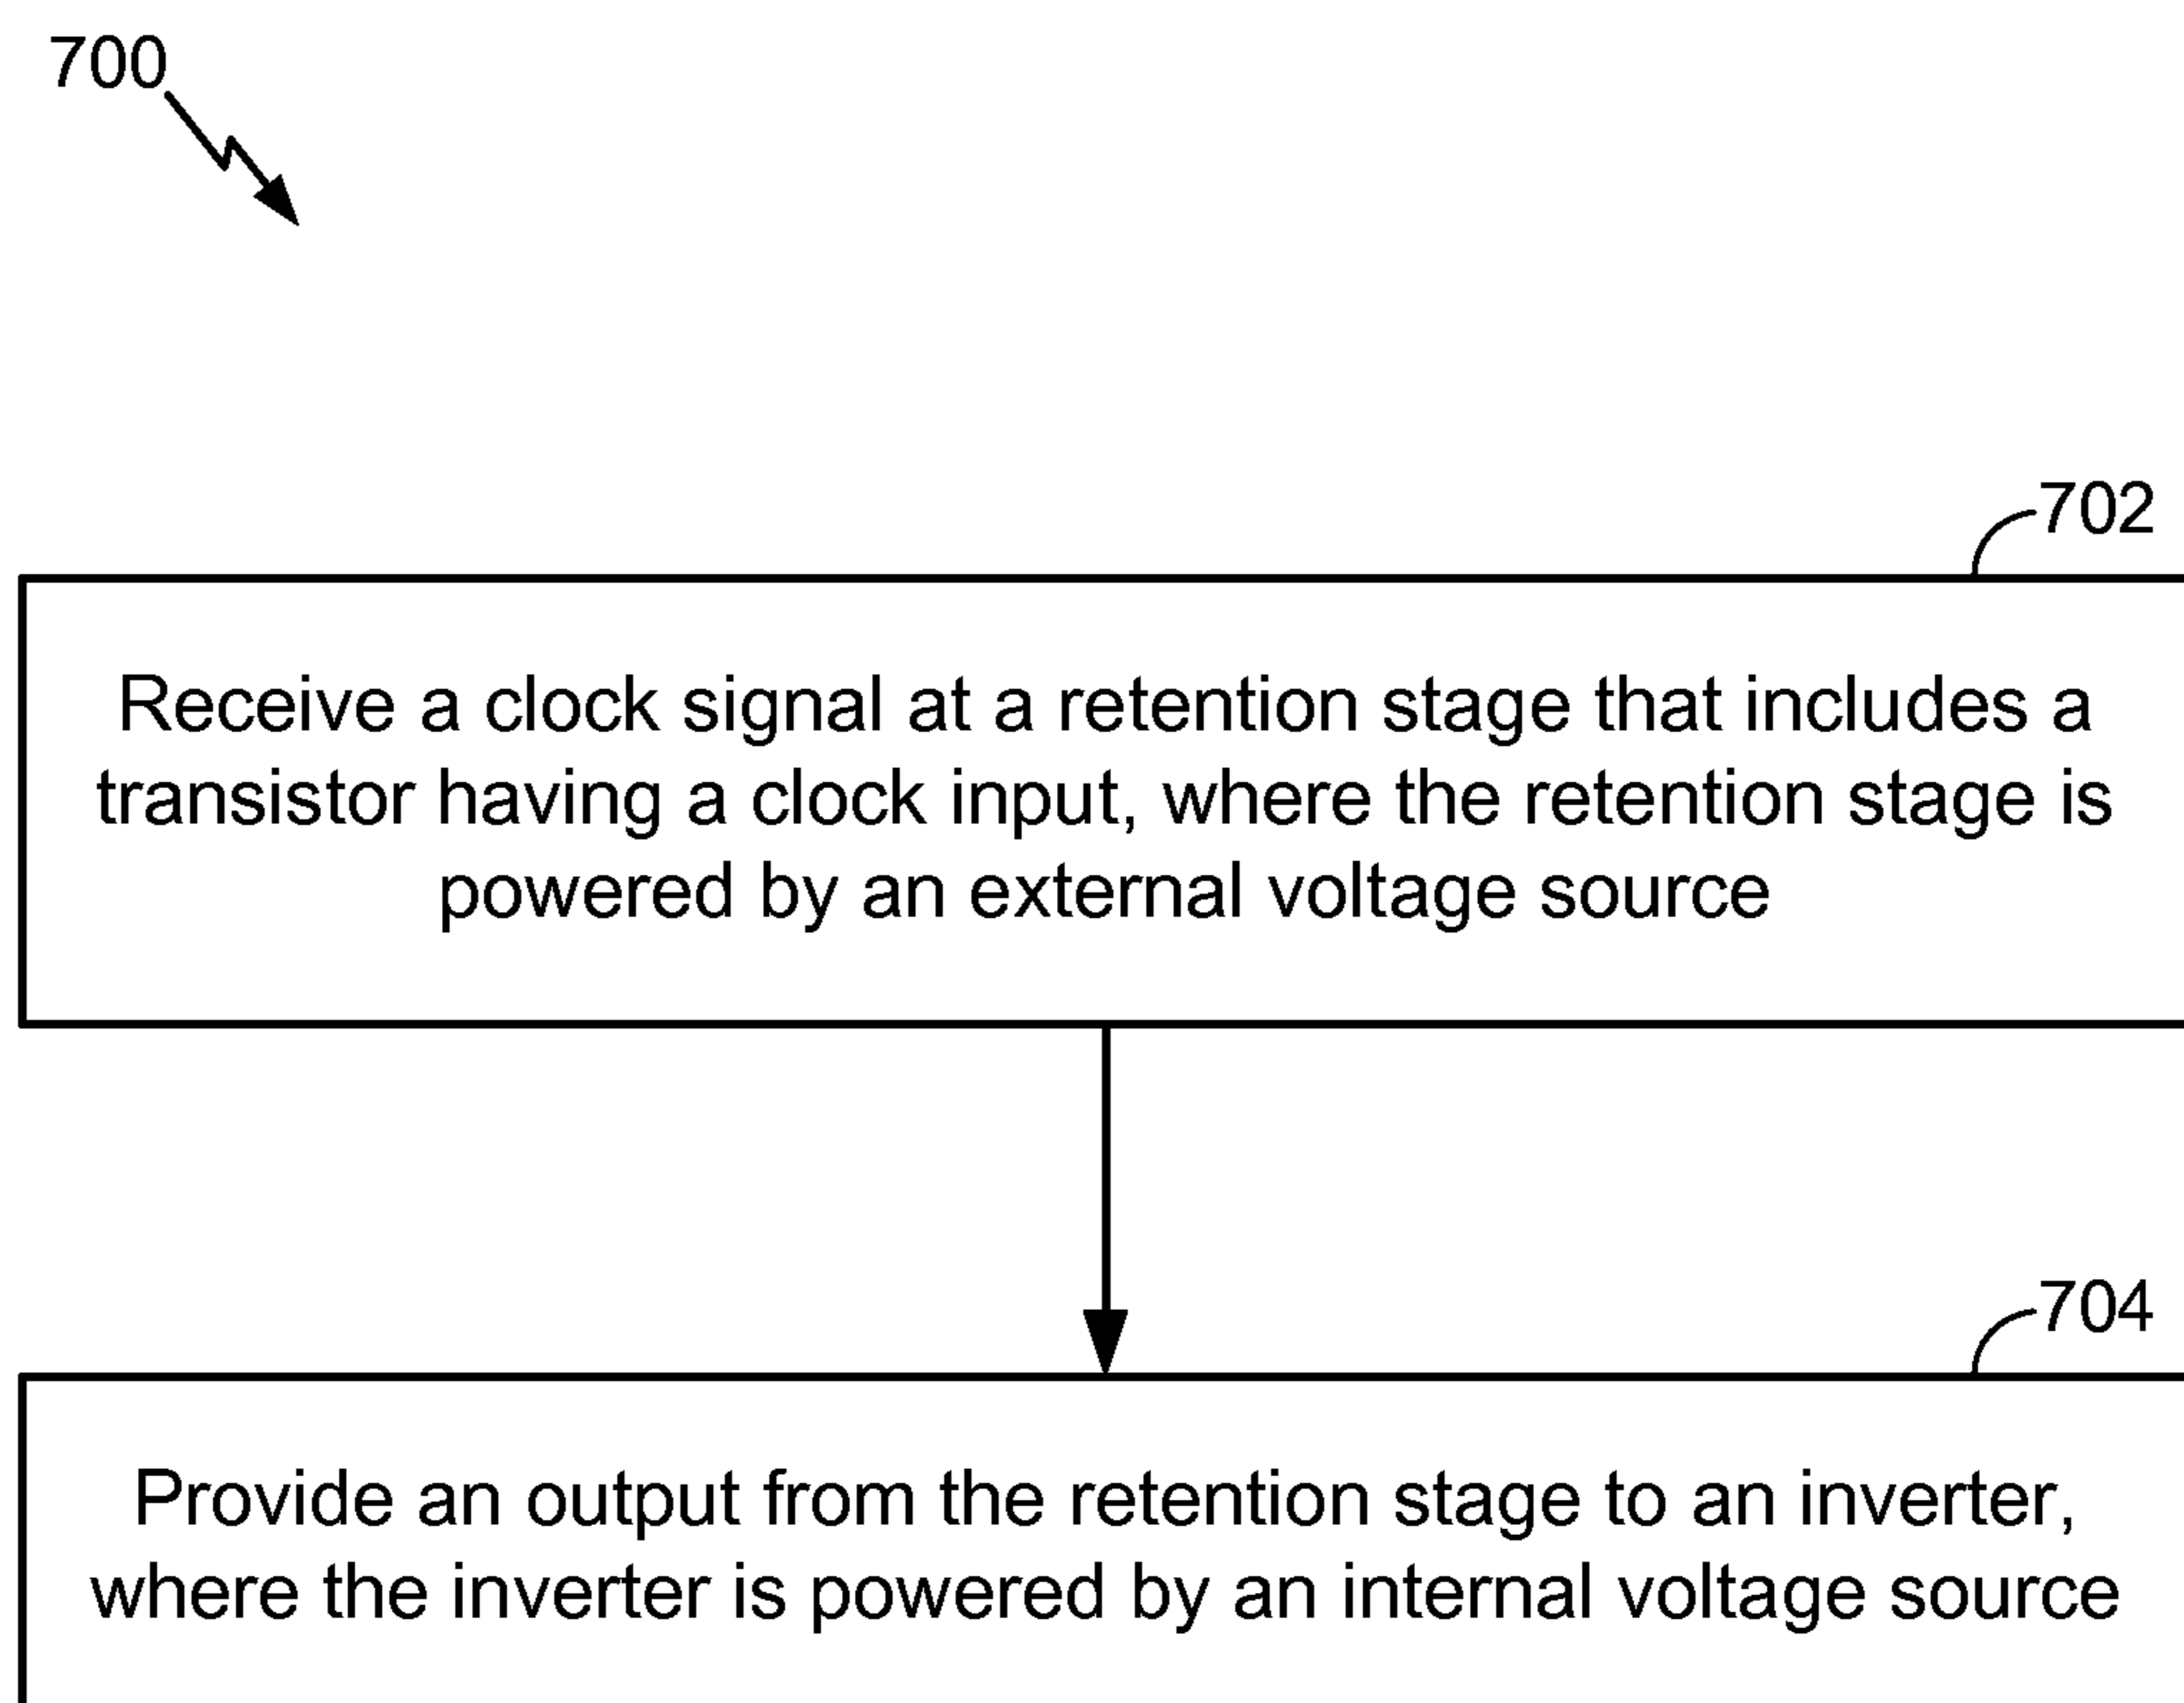 700
702
Receive a clock signal at a retention stage that includes a
transistor having a clock input, where the retention stage is
powered by an external voltage source
704
Provide an output from the retention stage to an inverter,
where the inverter is powered by an internal voltage source